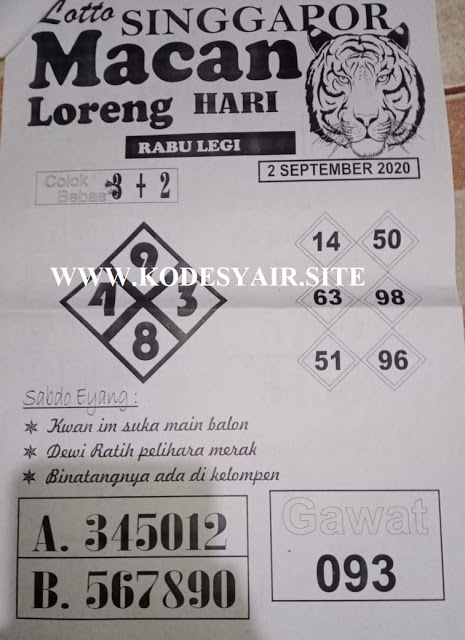 Lotto SINGGAPOR
Macan
Loreng HARI
RABU LEGI
2 SEPTEMBER 2020
Colok Bebas 3 + 2
9
4 3
8
14 50
63 98
51 96
WWW.KODESYAIR.SITE
Sabdo Eyang :
✷ Kwan im suka main balon
✷ Dewi Ratih pelihara merak
✷ Binatangnya ada di kelompen
A. 345012
B. 567890
Gawat
093